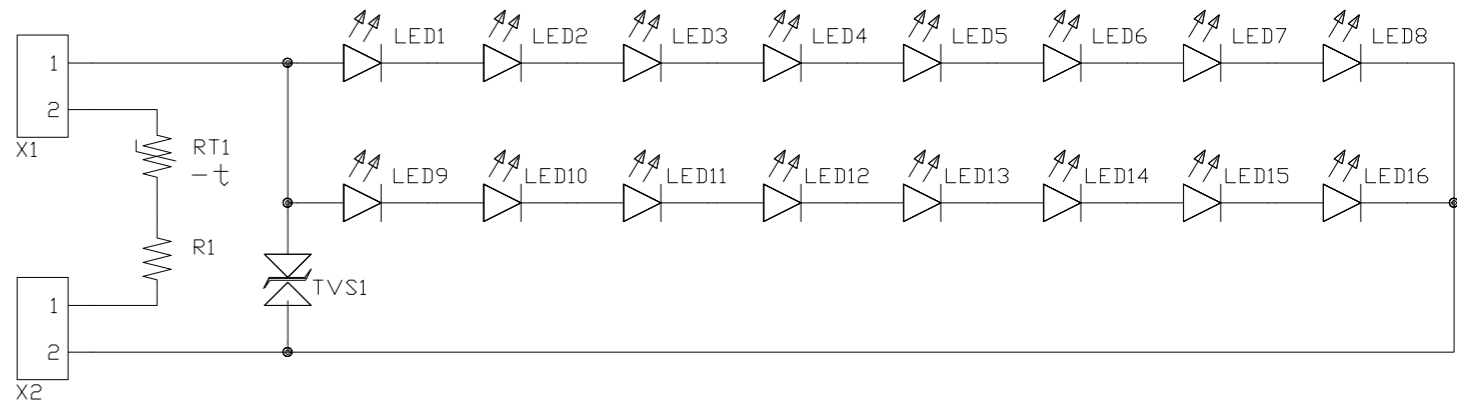 LED1 LED2 LED3 LED4 LED5 LED6 LED7 LED8
1
2
X1
RT1
-t
LED9 LED10 LED11 LED12 LED13 LED14 LED15 LED16
R1
TVS1
1
2
X2